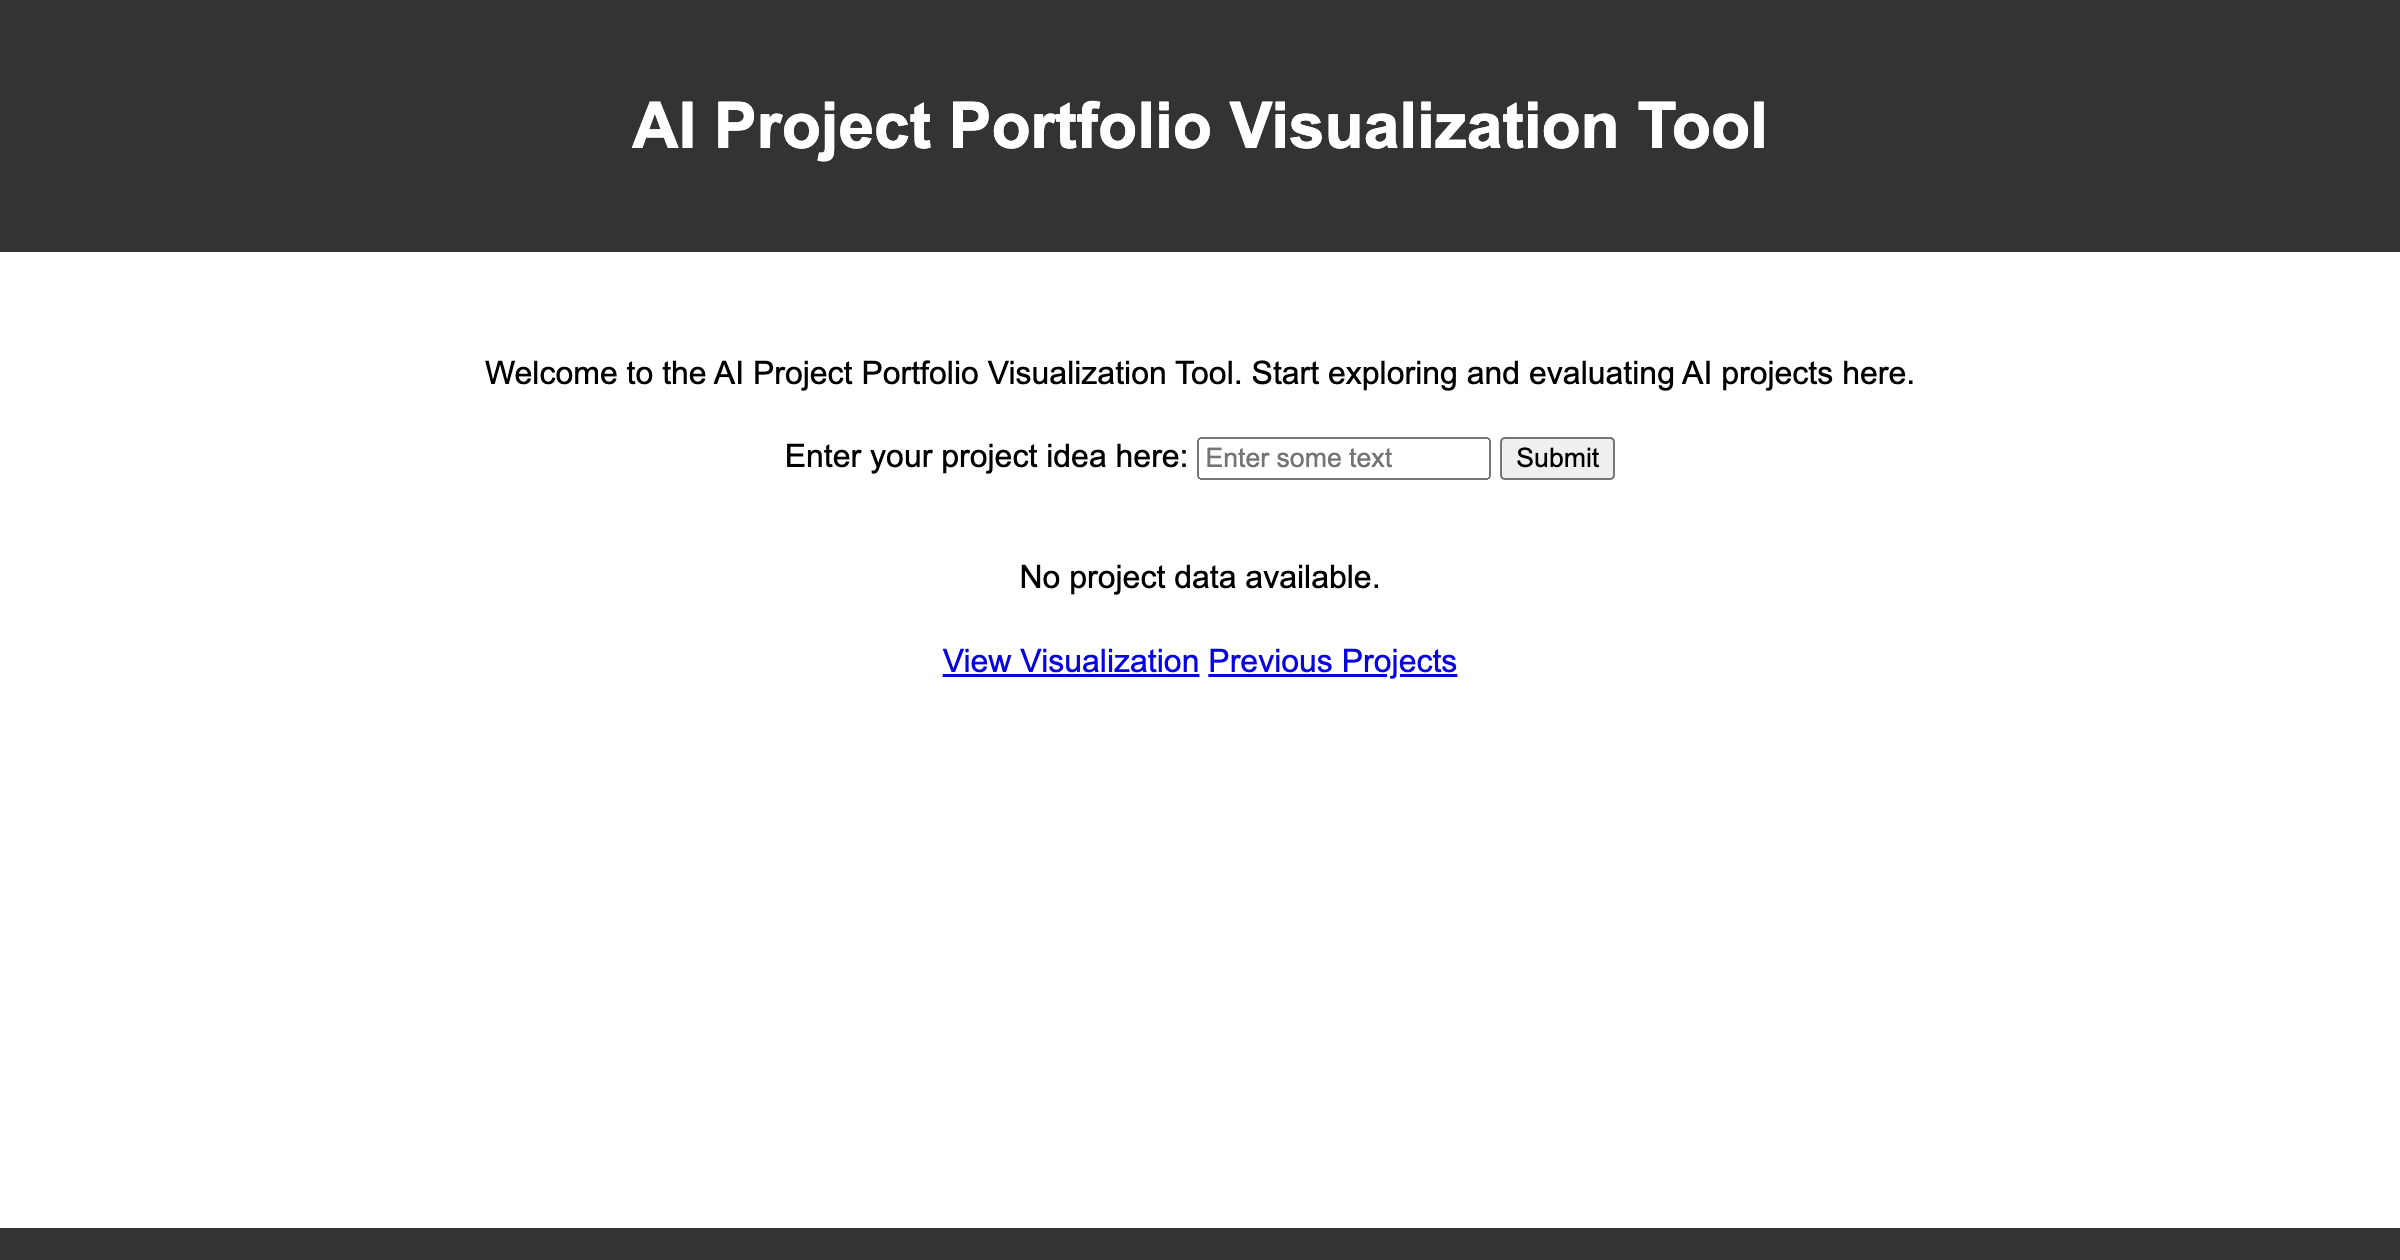 AI Project Portfolio Visualization Tool
Welcome to the AI Project Portfolio Visualization Tool. Start exploring and evaluating AI projects here.
Enter your project idea here: Enter some text Submit
No project data available.
View Visualization Previous Projects